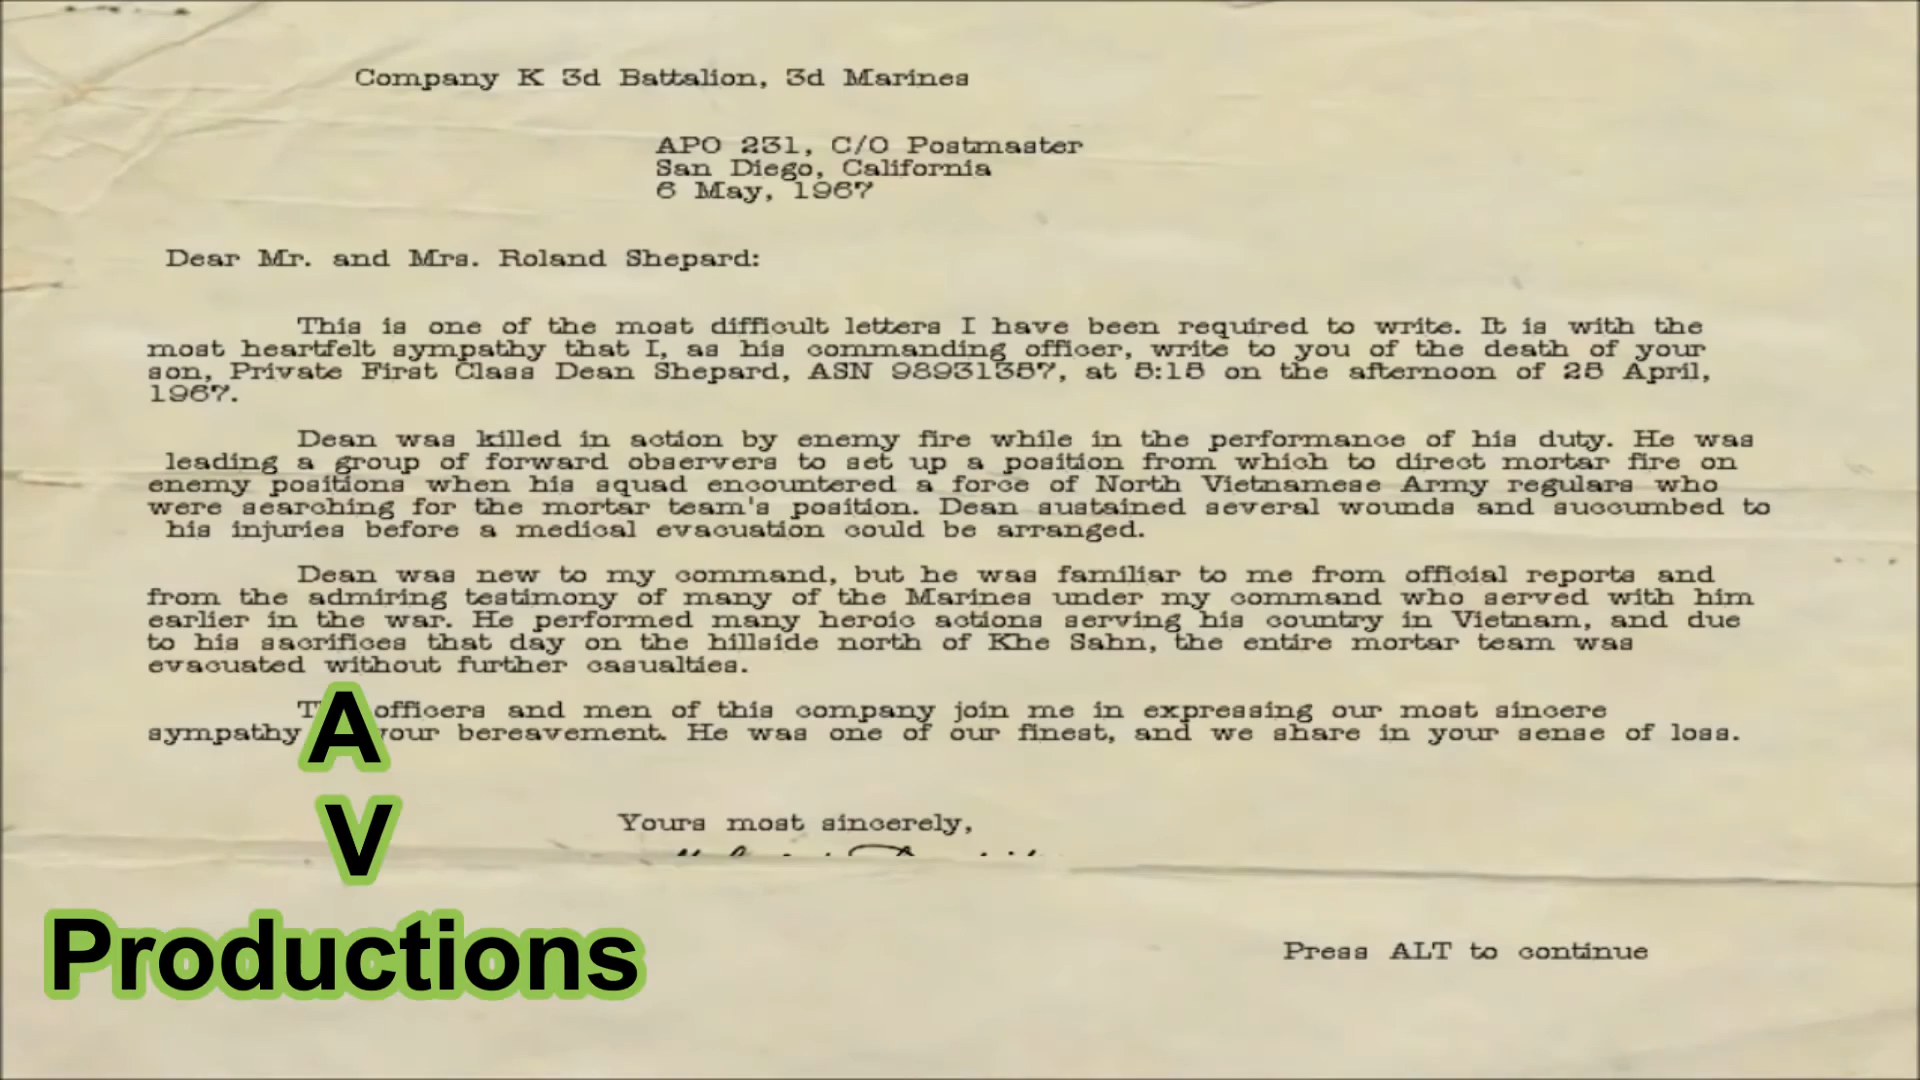 Company K 3d Battalion, 3d Marines
APO 231, C/O Postmaster
San Diego, California
6 May, 1967
Dear Mr. and Mrs. Roland Shepard:
This is one of the most difficult letters I have been required to write. It is with the
most heartfelt sympathy that I, as his commanding officer, write to you of the death of your
son, Private First Class Dean Shepard, ASN 98931357, at 5:15 on the afternoon of 25 April,
1967.
Dean was killed in action by enemy fire while in the performance of his duty. He was
leading a group of forward observers to set up a position from which to direct mortar fire on
enemy positions when his squad encountered a force of North Vietnamese Army regulars who
were searching for the mortar team's position. Dean sustained several wounds and succumbed to
his injuries before a medical evacuation could be arranged.
Dean was new to my command, but he was familiar to me from official reports and
from the admiring testimony of many of the Marines under my command who served with him
earlier in the war. He performed many heroic actions serving his country in Vietnam, and due
to his sacrifices that day on the hillside north of Khe Sahn, the entire mortar team was
evacuated without further casualties.
officers and men of this company join me in expressing our most sincere
sympathy your bereavement. He was one of our finest, and we share in your sense of loss.
Yours most sincerely,
Press ALT to continue
A
V
Productions